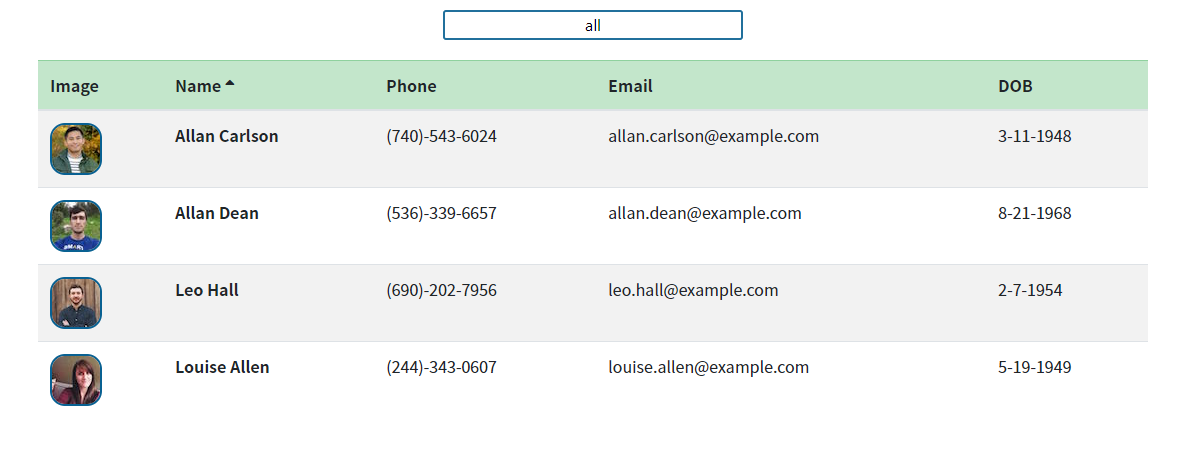 all
Image Name Phone Email DOB
Allan Carlson (740)-543-6024 allan.carlson@example.com 3-11-1948
Allan Dean (536)-339-6657 allan.dean@example.com 8-21-1968
Leo Hall (690)-202-7956 leo.hall@example.com 2-7-1954
Louise Allen (244)-343-0607 louise.allen@example.com 5-19-1949